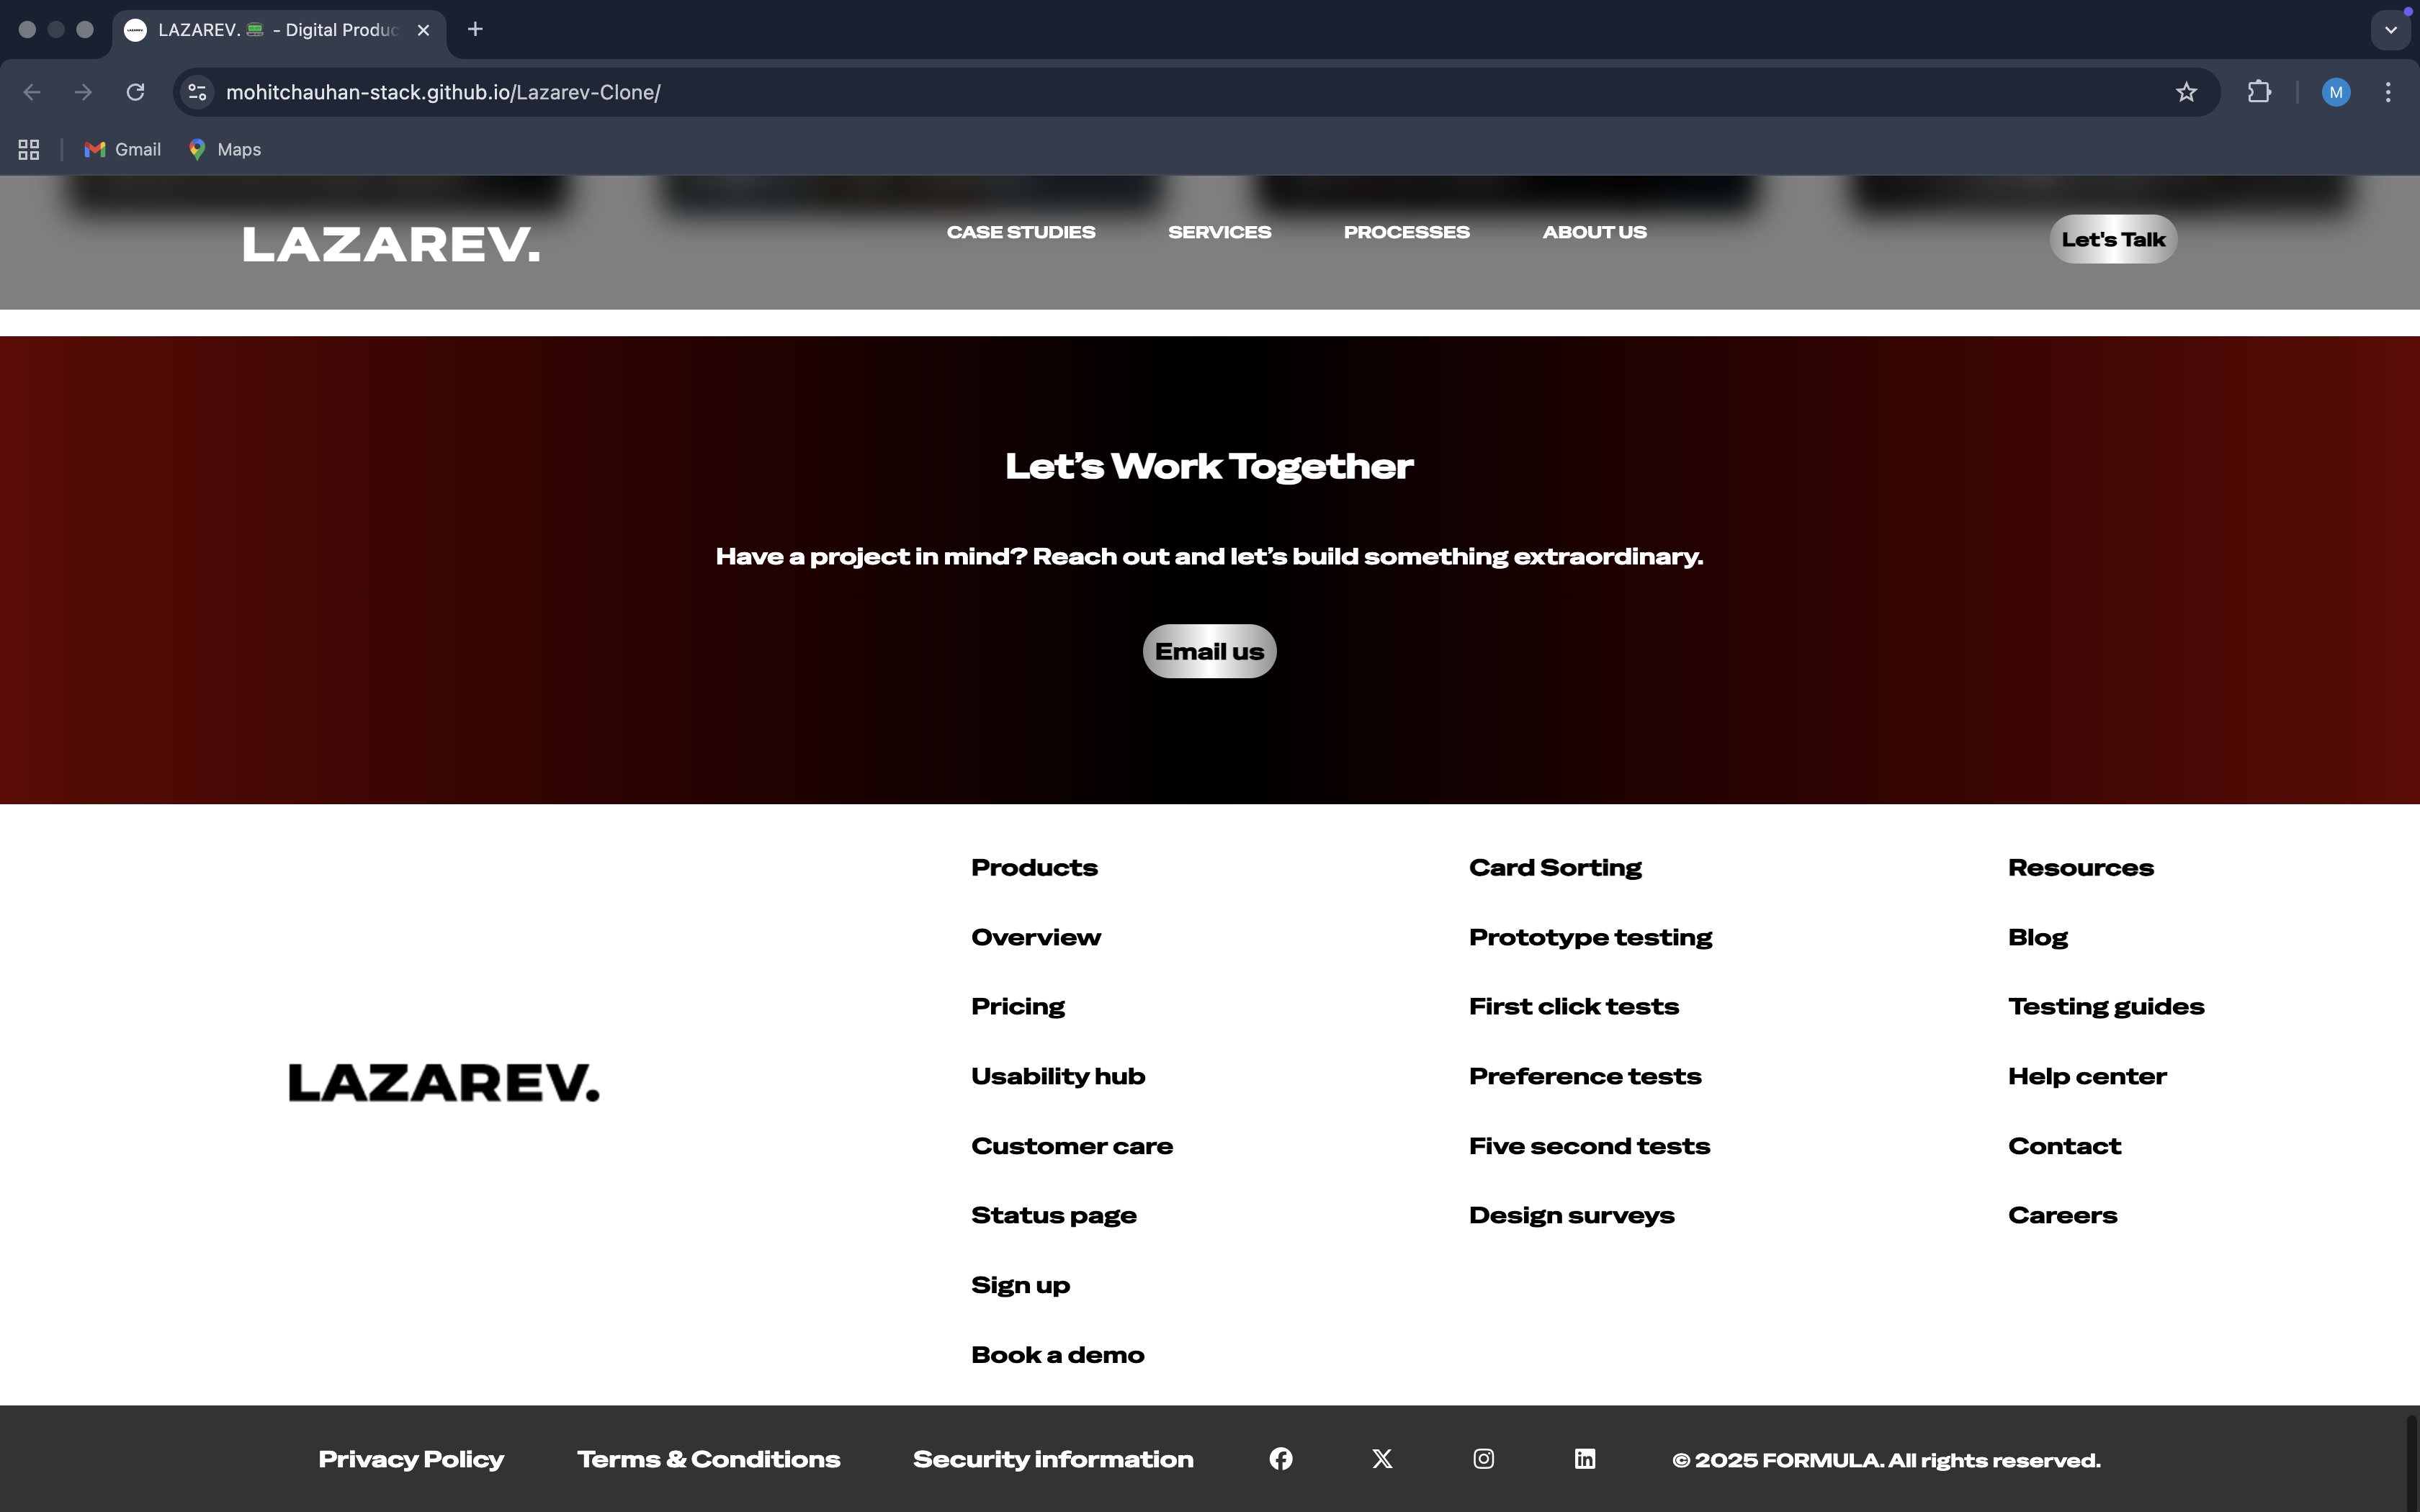 LAZAREV. - Digital Produc
mohitchauhan-stack.github.io/Lazarev-Clone/
M
Gmail
Maps
LAZAREV.
CASE STUDIES
SERVICES
PROCESSES
ABOUT US
Let's Talk
Let’s Work Together
Have a project in mind? Reach out and let’s build something extraordinary.
Email us
LAZAREV.
Products
Overview
Pricing
Usability hub
Customer care
Status page
Sign up
Book a demo
Card Sorting
Prototype testing
First click tests
Preference tests
Five second tests
Design surveys
Resources
Blog
Testing guides
Help center
Contact
Careers
Privacy Policy
Terms & Conditions
Security information
© 2025 FORMULA. All rights reserved.